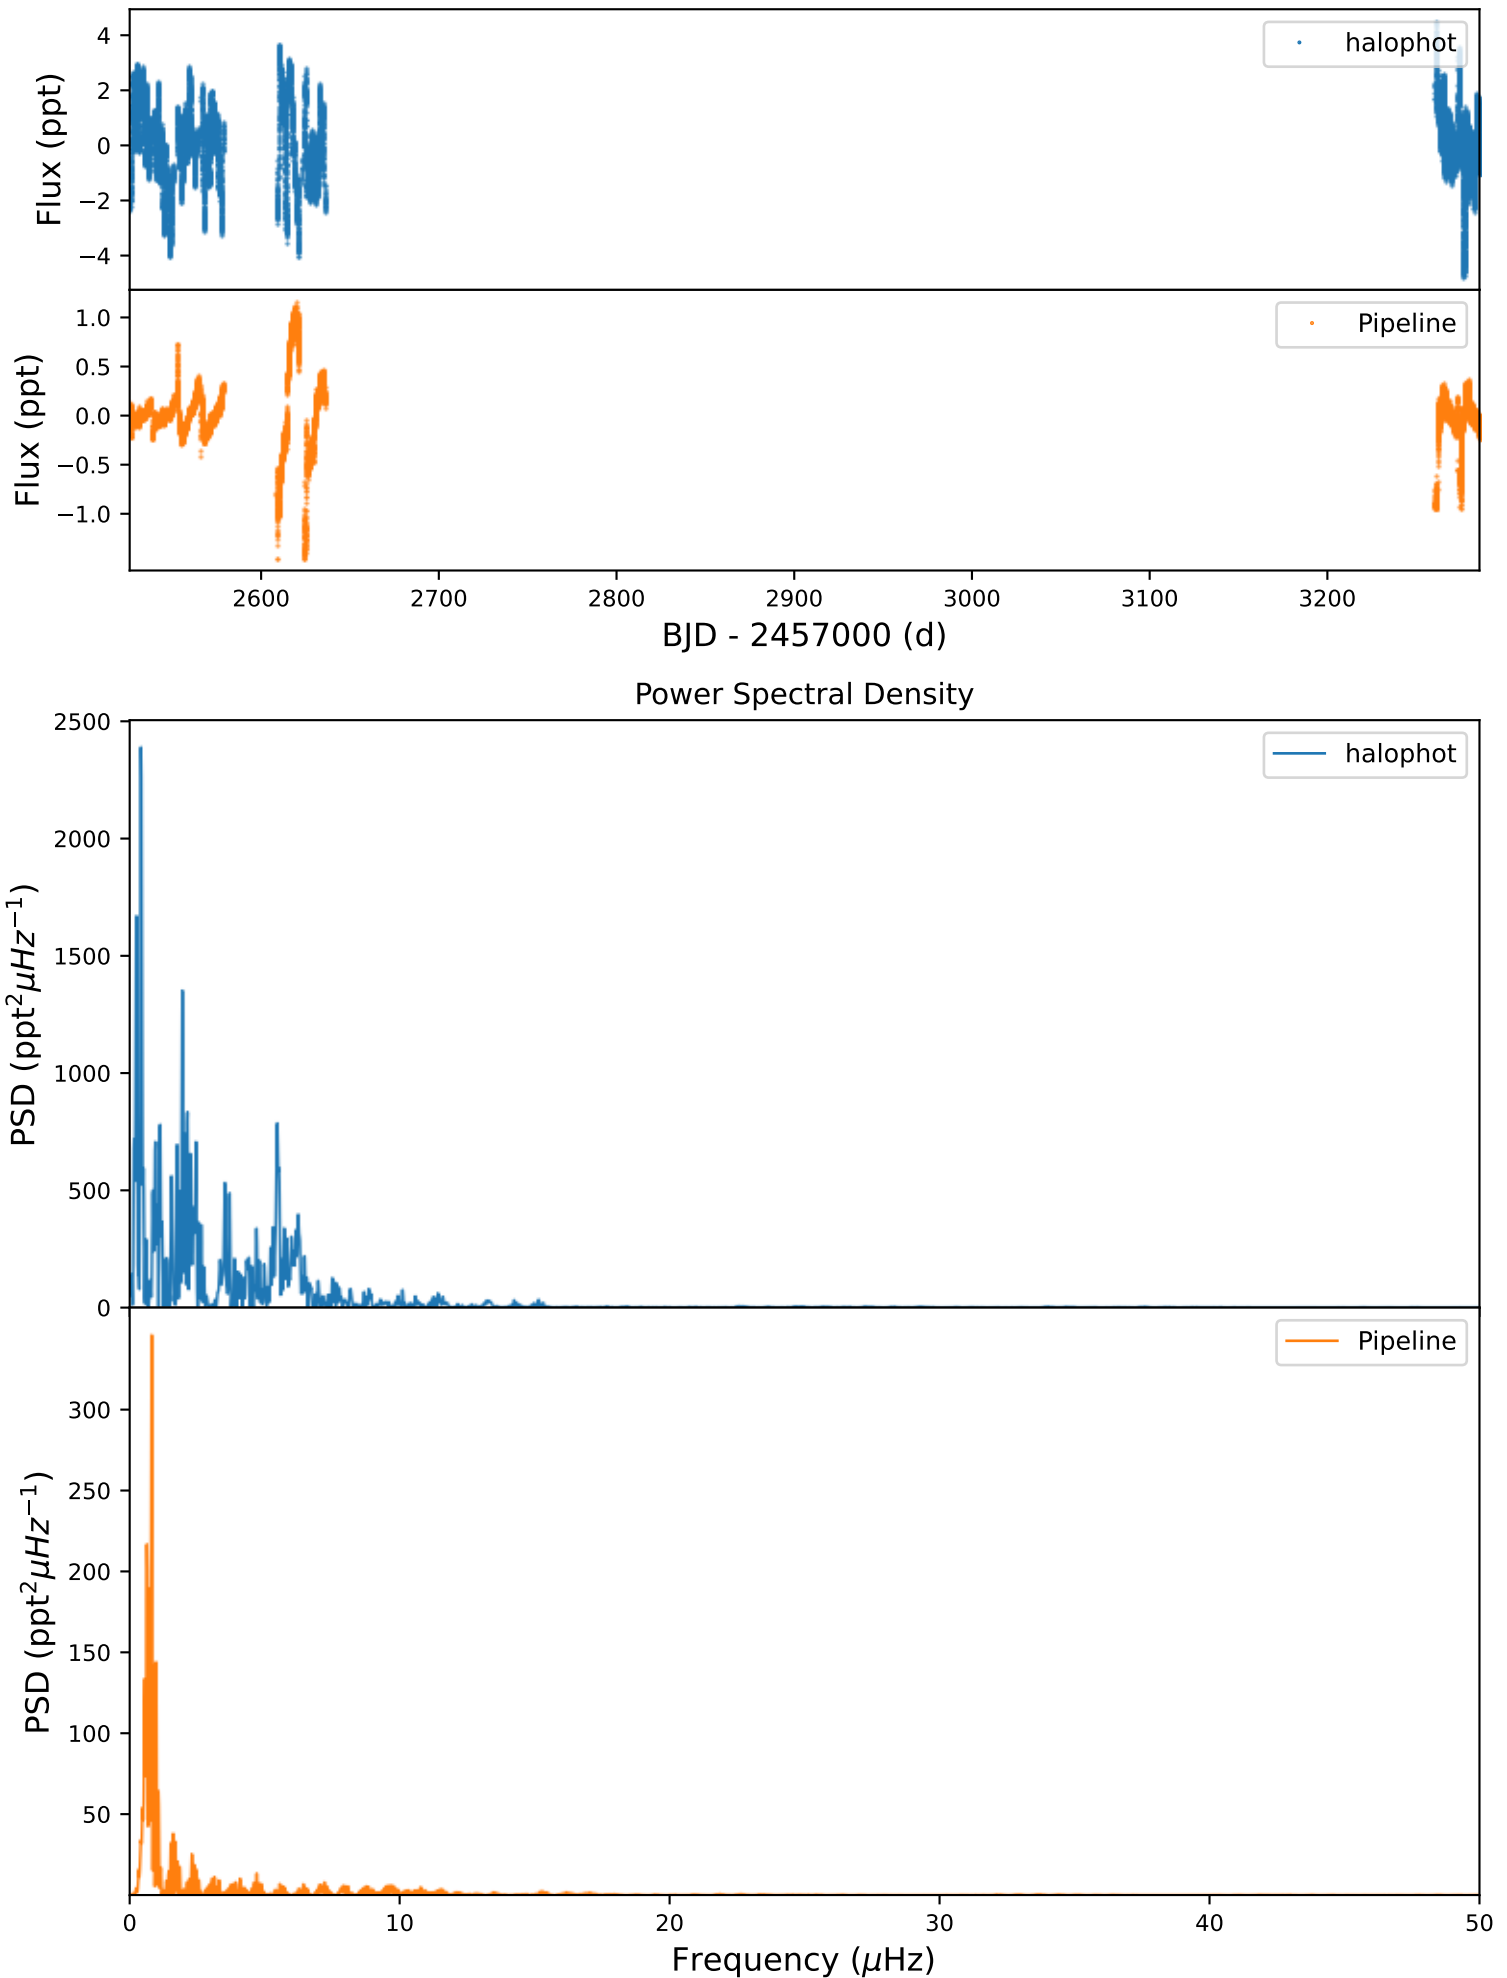 4
2
0
−2
−4
Flux (ppt)
halophot
1.0
0.5
0.0
−0.5
−1.0
Flux (ppt)
Pipeline
2600 2700 2800 2900 3000 3100 3200
BJD - 2457000 (d)
Power Spectral Density
2500
2000
1500
1000
500
0
PSD (ppt²μHz⁻¹)
halophot
300
250
200
150
100
50
PSD (ppt²μHz⁻¹)
Pipeline
0 10 20 30 40 50
Frequency (μHz)